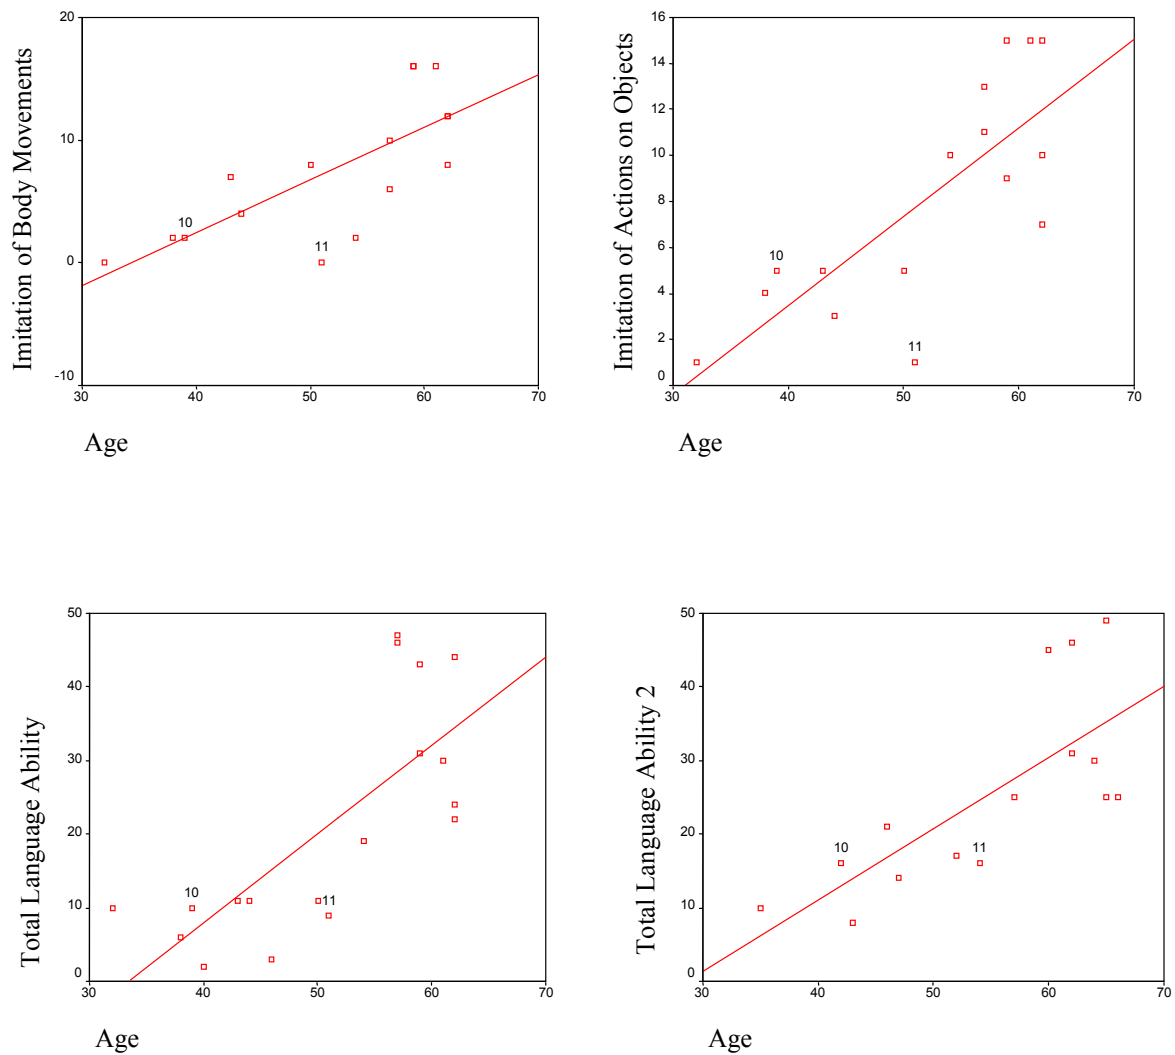 Imitation of Body Movements
20
10
0
-10
10
11
30 40 50 60 70
Age
Imitation of Actions on Objects
16
14
12
10
8
6
4
2
0
10
11
30 40 50 60 70
Age
Total Language Ability
50
40
30
20
10
0
10
11
30 40 50 60 70
Age
Total Language Ability 2
50
40
30
20
10
0
10
11
30 40 50 60 70
Age